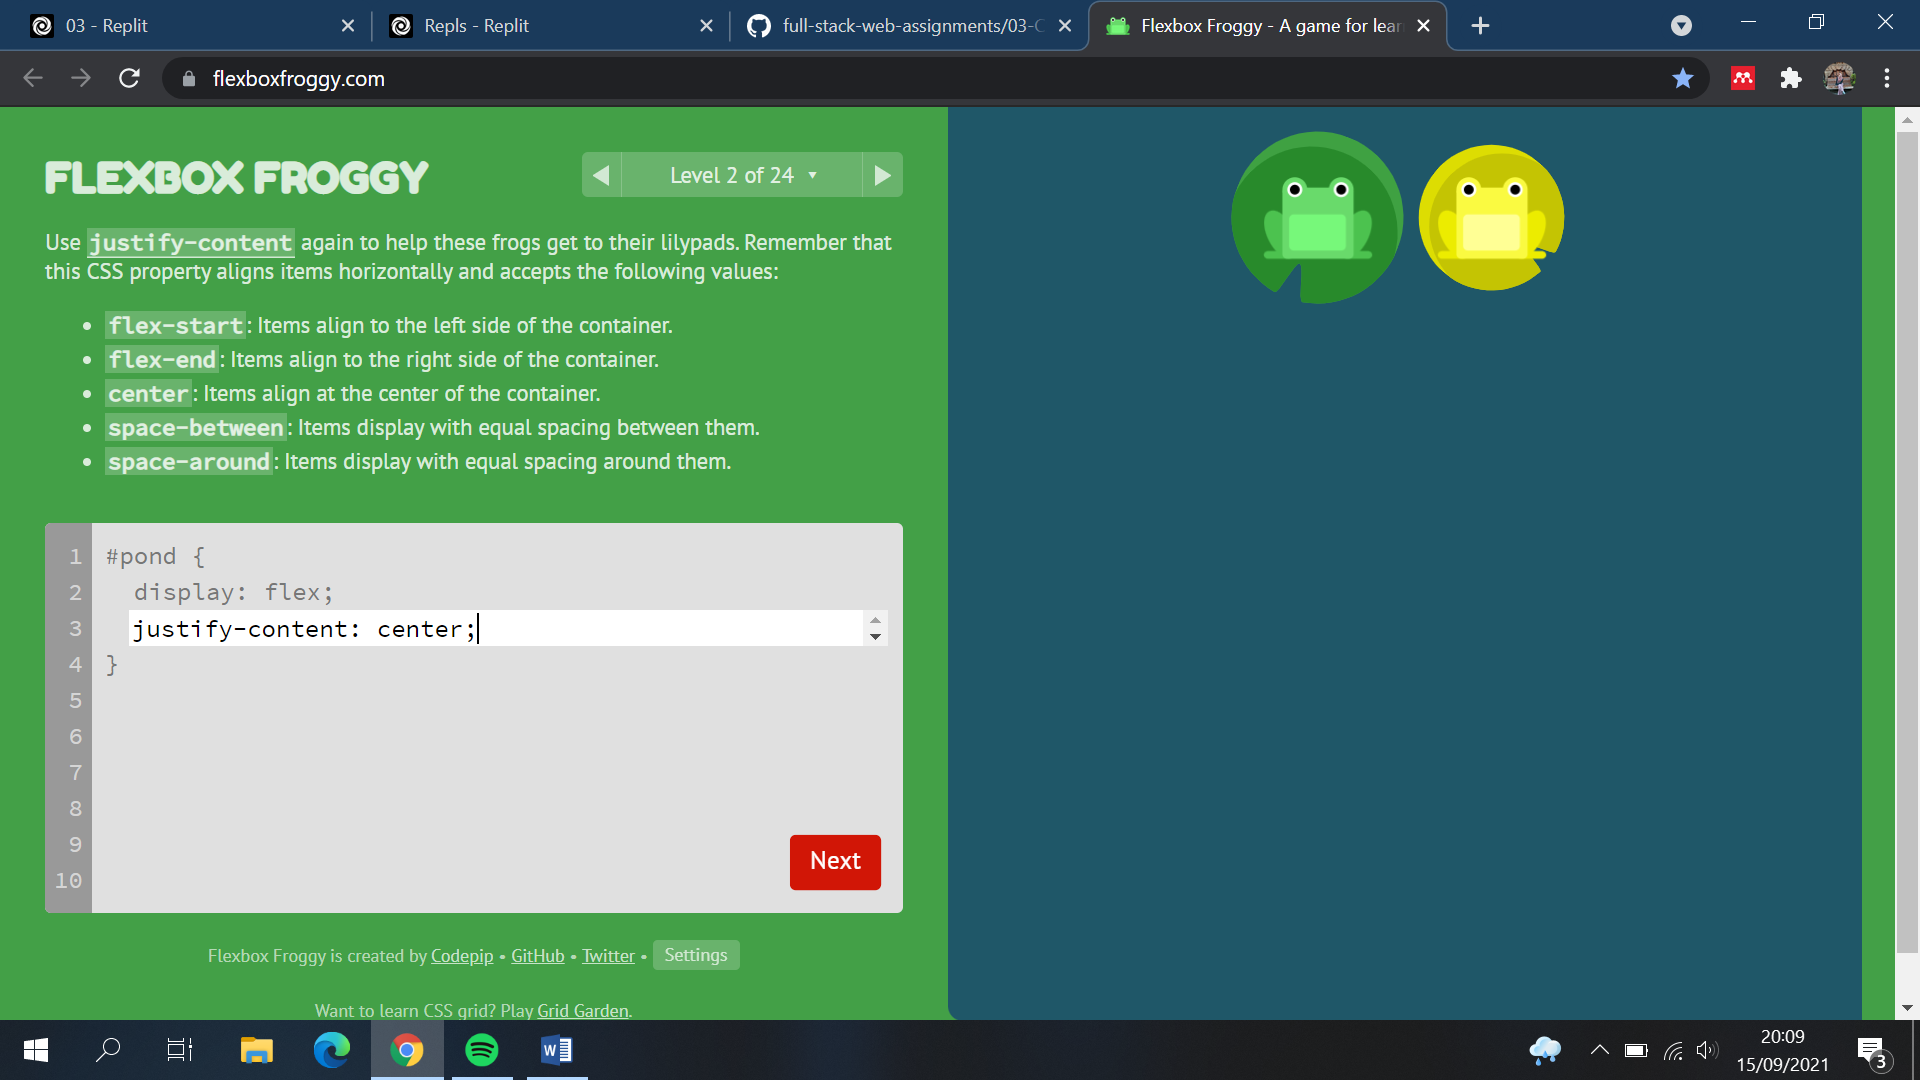 03 - Replit
Repls - Replit
full-stack-web-assignments/03-C
Flexbox Froggy - A game for lear
flexboxfroggy.com
FLEXBOX FROGGY
Level 2 of 24
Use justify-content again to help these frogs get to their lilypads. Remember that
this CSS property aligns items horizontally and accepts the following values:
• flex-start: Items align to the left side of the container.
• flex-end: Items align to the right side of the container.
• center: Items align at the center of the container.
• space-between: Items display with equal spacing between them.
• space-around: Items display with equal spacing around them.
1 #pond {
2 display: flex;
3 justify-content: center;
4 }
5
6
7
8
9
10
Next
Flexbox Froggy is created by Codepip • GitHub • Twitter • Settings
Want to learn CSS grid? Play Grid Garden.
20:09
15/09/2021
3